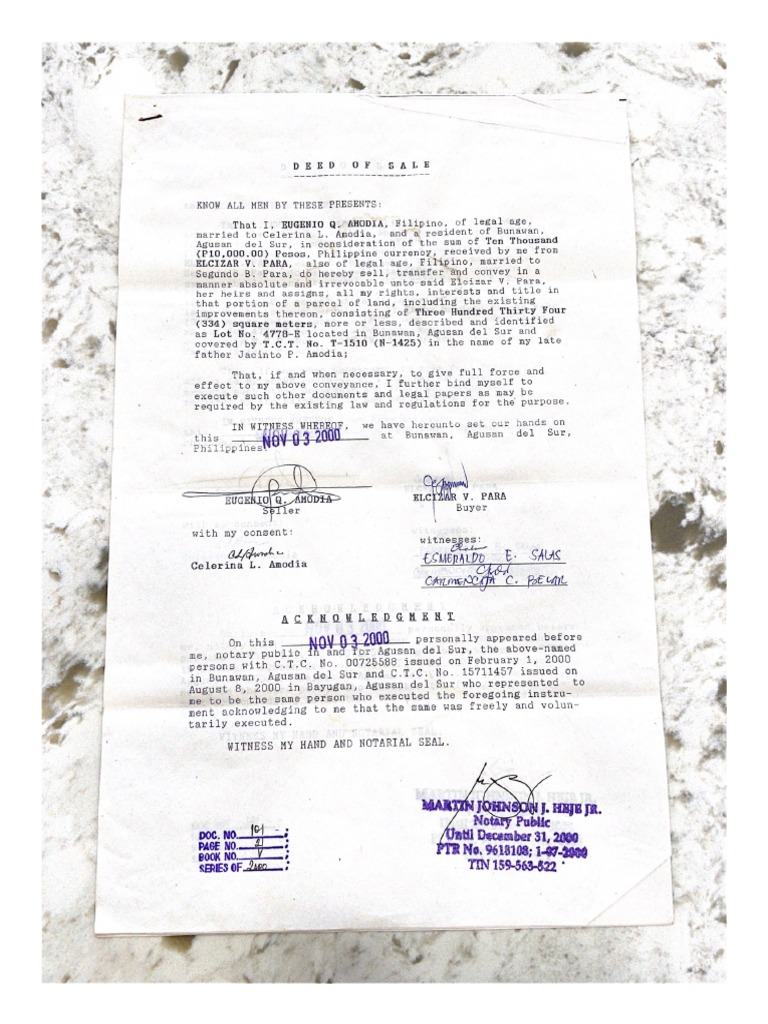 DEED OF SALE
KNOW ALL MEN BY THESE PRESENTS:
That I, EUGENIO Q. AMODIA, Filipino, of legal age,
married to Celerina L. Amodia, and a resident of Bunawan,
Agusan del Sur, in consideration of the sum of Ten Thousand
(P10,000.00) Pesos, Philippine currency, received by me from
ELCIZAR V. PARA, also of legal age, Filipino, married to
Segundo B. Para, do hereby sell, transfer and convey in a
manner absolute and irrevocable unto said Elcizar V. Para,
her heirs and assigns, all my rights, interests and title in
that portion of a parcel of land, including the existing
improvements thereon, consisting of Three Hundred Thirty Four
(334) square meters, more or less, described and identified
as Lot No. 4778-E located in Bunawan, Agusan del Sur and
covered by T.C.T. No. T-1510 (N-1425) in the name of my late
father Jacinto P. Amodia;
That, if and when necessary, to give full force and
effect to my above conveyance, I further bind myself to
execute such other documents and legal papers as may be
required by the existing law and regulations for the purpose.
IN WITNESS WHEREOF, we have hereunto set our hands on
this NOV 03 2000 at Bunawan, Agusan del Sur,
Philippines.
EUGENIO Q. AMODIA ELCIZAR V. PARA
Seller Buyer
with my consent: witnesses:
Celerina L. Amodia ESMERALDO E. SALAS
C.
ACKNOWLEDGMENT
On this NOV 03 2000 personally appeared before
me, notary public in and for Agusan del Sur, the above-named
persons with C.T.C. No. 00725588 issued on February 1, 2000
in Bunawan, Agusan del Sur and C.T.C. No. 15711457 issued on
August 8, 2000 in Bayugan, Agusan del Sur who represented to
me to be the same person who executed the foregoing instru-
ment acknowledging to me that the same was freely and volun-
tarily executed.
WITNESS MY HAND AND NOTARIAL SEAL.
MARTIN JOHNSON J. HEJE JR.
Notary Public
Until December 31, 2000
PTR No. 9618108; 1-07-2000
TIN 159-563-522
DOC. NO. 101
PAGE NO. 21
BOOK NO. V
SERIES OF 2000